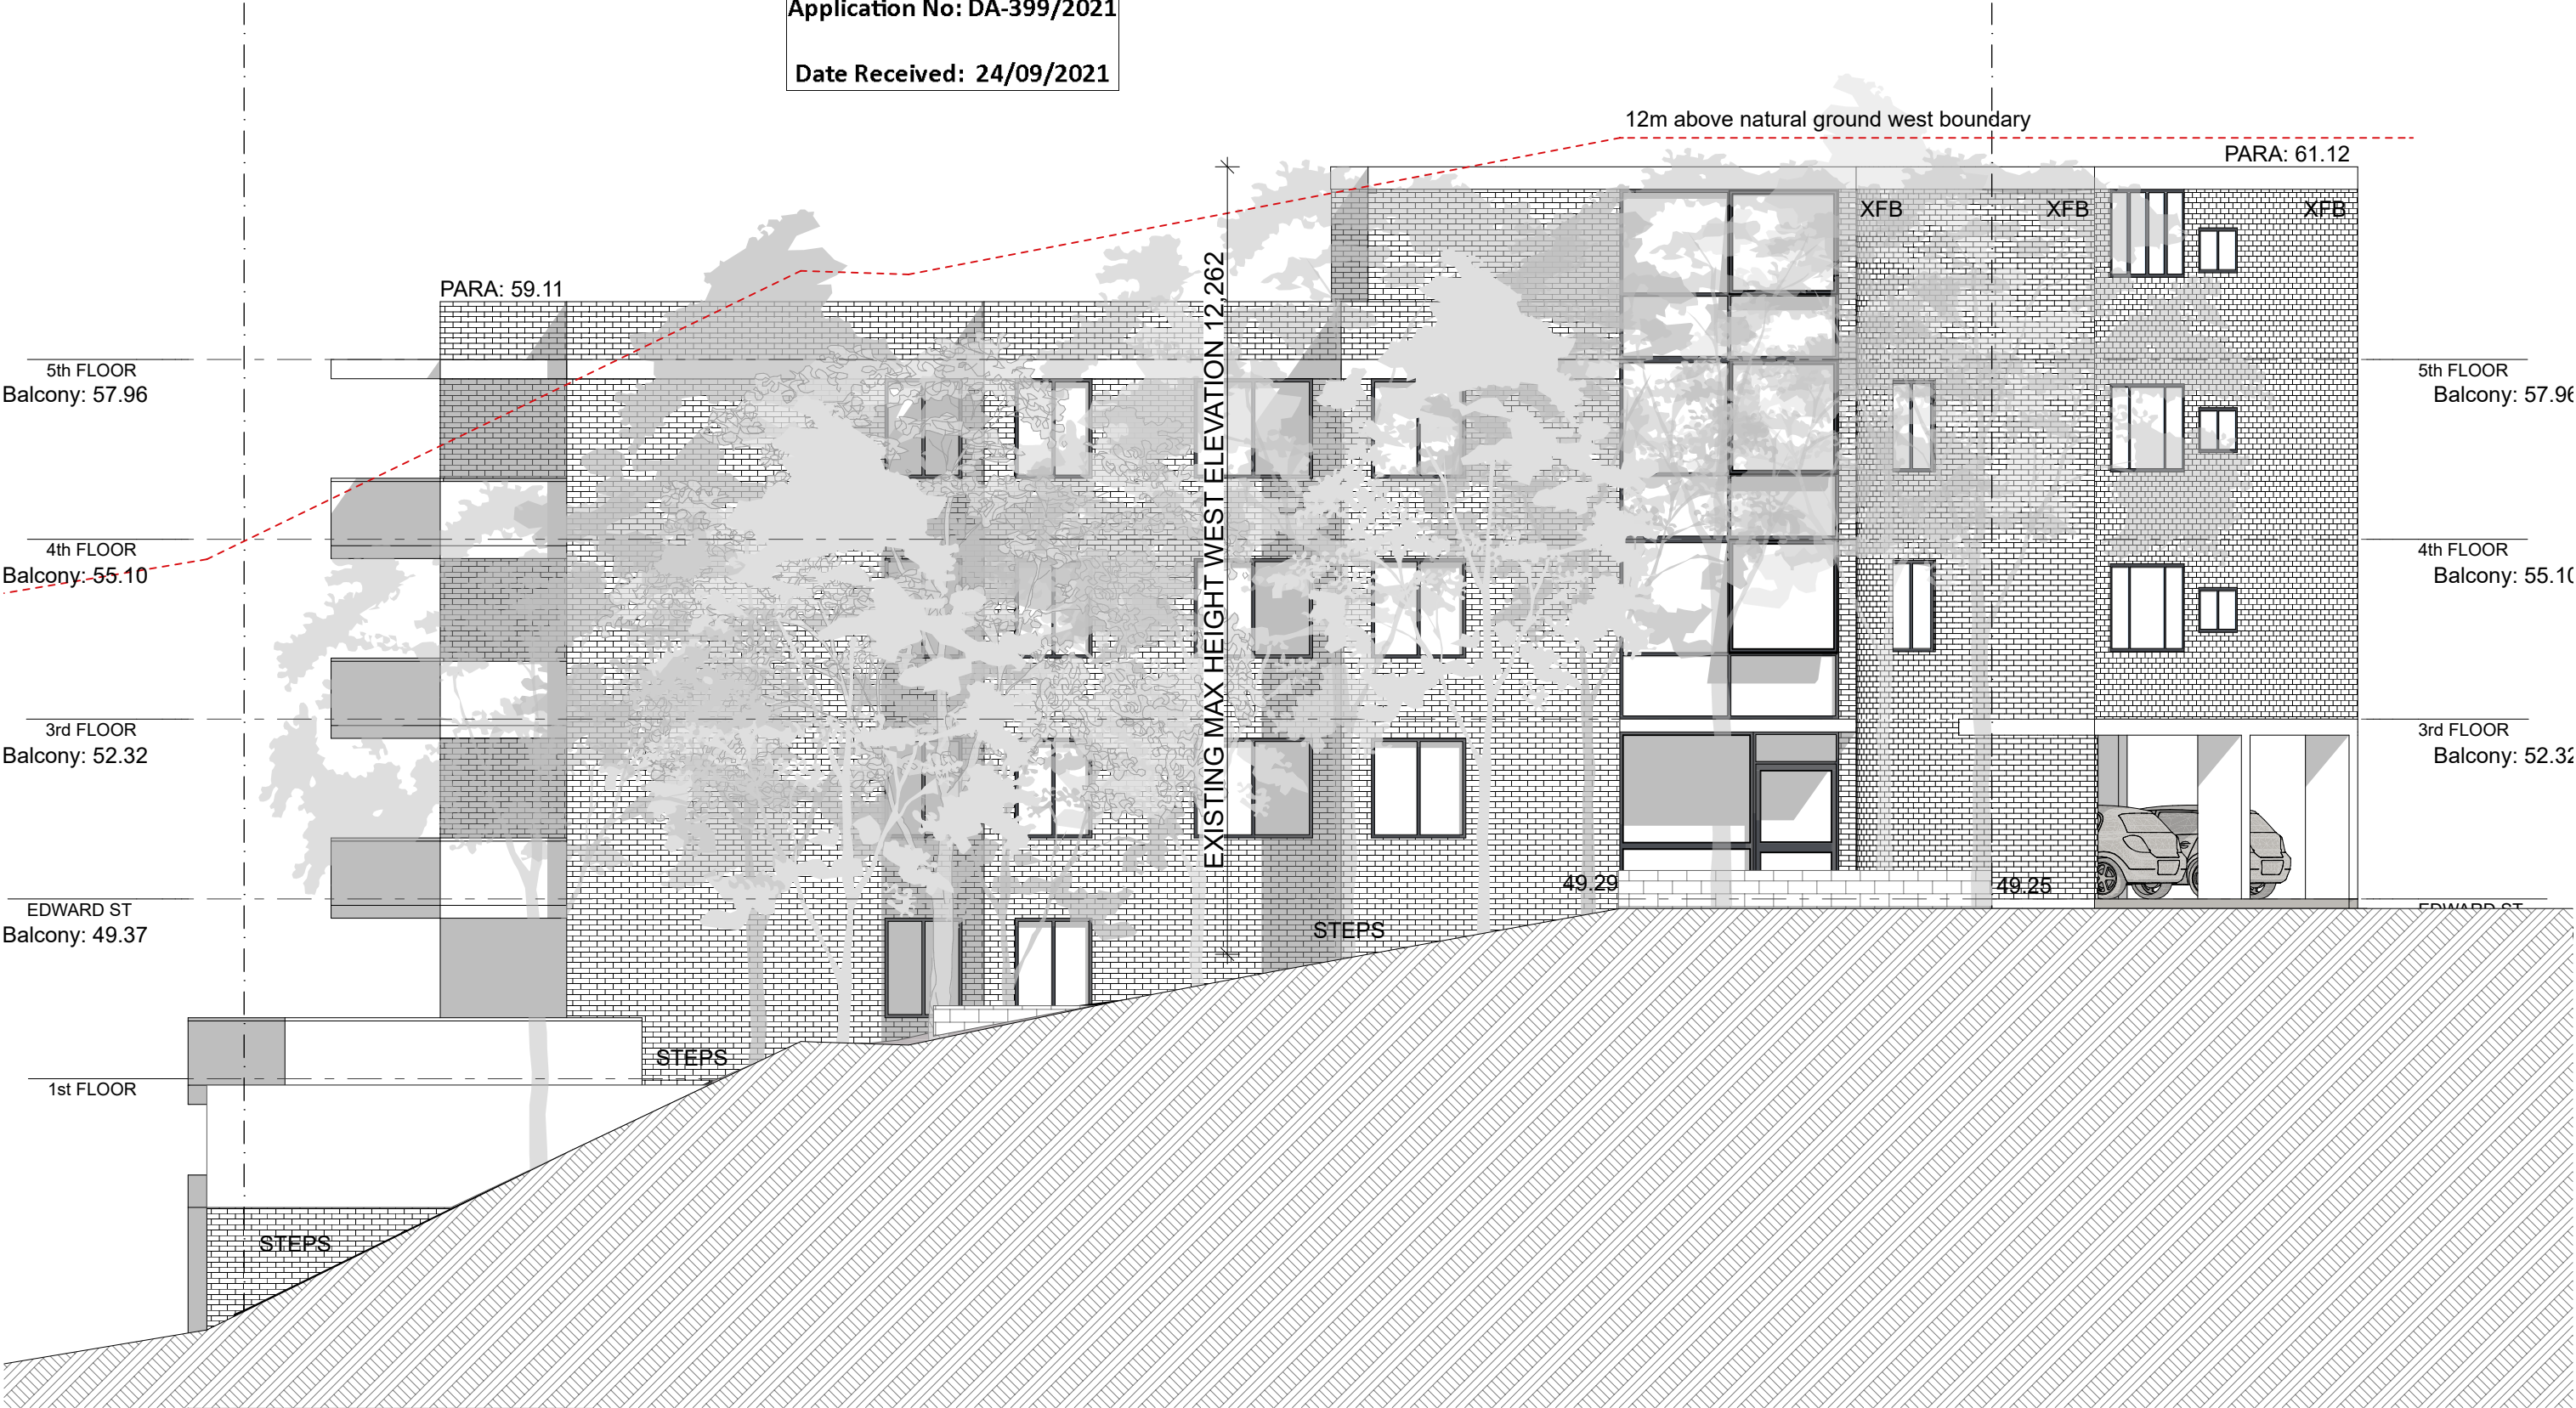 Application No: DA-399/2021
Date Received: 24/09/2021
12m above natural ground west boundary
PARA: 61.12
XFB
XFB
XFB
PARA: 59.11
EXISTING MAX HEIGHT WEST ELEVATION 12,262
5th FLOOR
Balcony: 57.96
5th FLOOR
Balcony: 57.96
4th FLOOR
Balcony: 55.10
4th FLOOR
Balcony: 55.10
3rd FLOOR
Balcony: 52.32
3rd FLOOR
Balcony: 52.32
49.29
49.25
EDWARD ST
Balcony: 49.37
EDWARD ST
STEPS
STEPS
1st FLOOR
STEPS